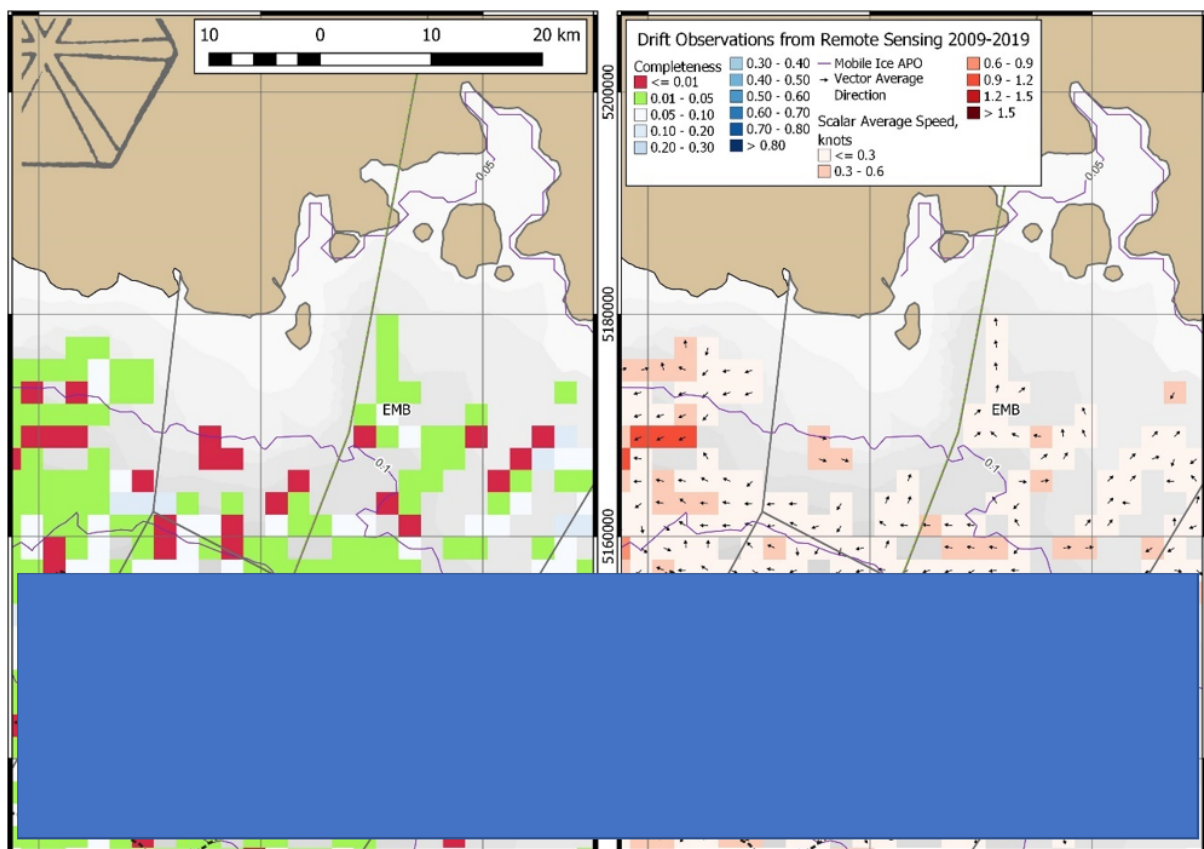 10 0 10 20 km
Drift Observations from Remote Sensing 2009-2019
Completeness
<= 0.01
0.01 - 0.05
0.05 - 0.10
0.10 - 0.20
0.20 - 0.30
0.30 - 0.40
0.40 - 0.50
0.50 - 0.60
0.60 - 0.70
0.70 - 0.80
> 0.80
Mobile Ice APO
Vector Average
Direction
Scalar Average Speed,
knots
<= 0.3
0.3 - 0.6
0.6 - 0.9
0.9 - 1.2
1.2 - 1.5
> 1.5
0.05
EMB
0.1
5200000
5180000
5160000
0.05
EMB
0.1